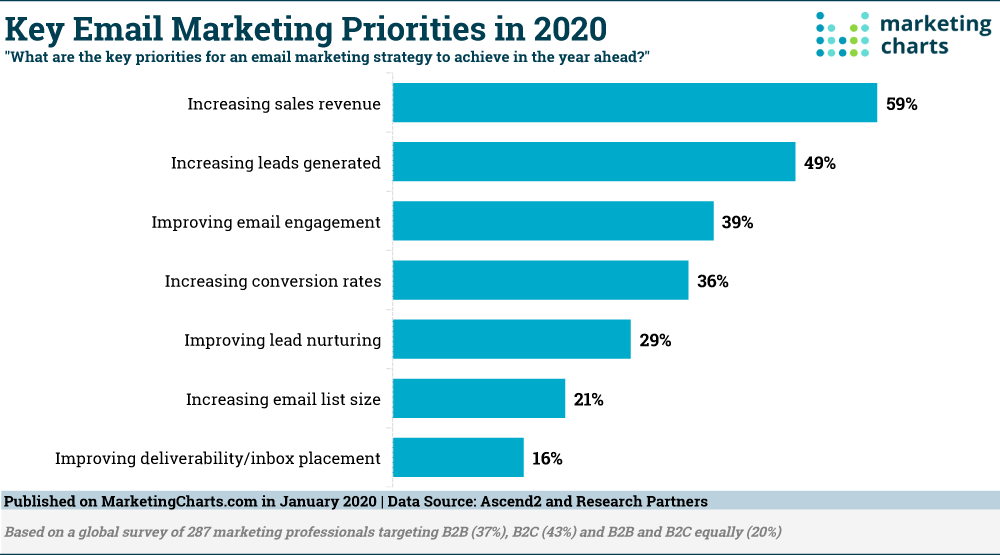 Key Email Marketing Priorities in 2020
"What are the key priorities for an email marketing strategy to achieve in the year ahead?"
marketing
charts
Increasing sales revenue 59%
Increasing leads generated 49%
Improving email engagement 39%
Increasing conversion rates 36%
Improving lead nurturing 29%
Increasing email list size 21%
Improving deliverability/inbox placement 16%
Published on MarketingCharts.com in January 2020 | Data Source: Ascend2 and Research Partners
Based on a global survey of 287 marketing professionals targeting B2B (37%), B2C (43%) and B2B and B2C equally (20%)